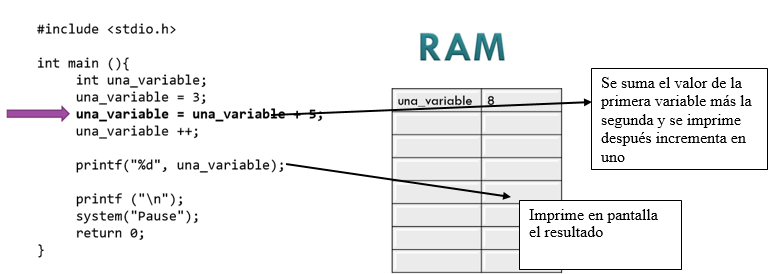 #include <stdio.h>
int main (){
int una_variable;
una_variable = 3;
una_variable = una_variable + 5;
una_variable ++;
printf("%d", una_variable);
printf ("\n");
system("Pause");
return 0;
}
RAM
una_variable 8
Se suma el valor de la
primera variable más la
segunda y se imprime
después incrementa en
uno
Imprime en pantalla
el resultado